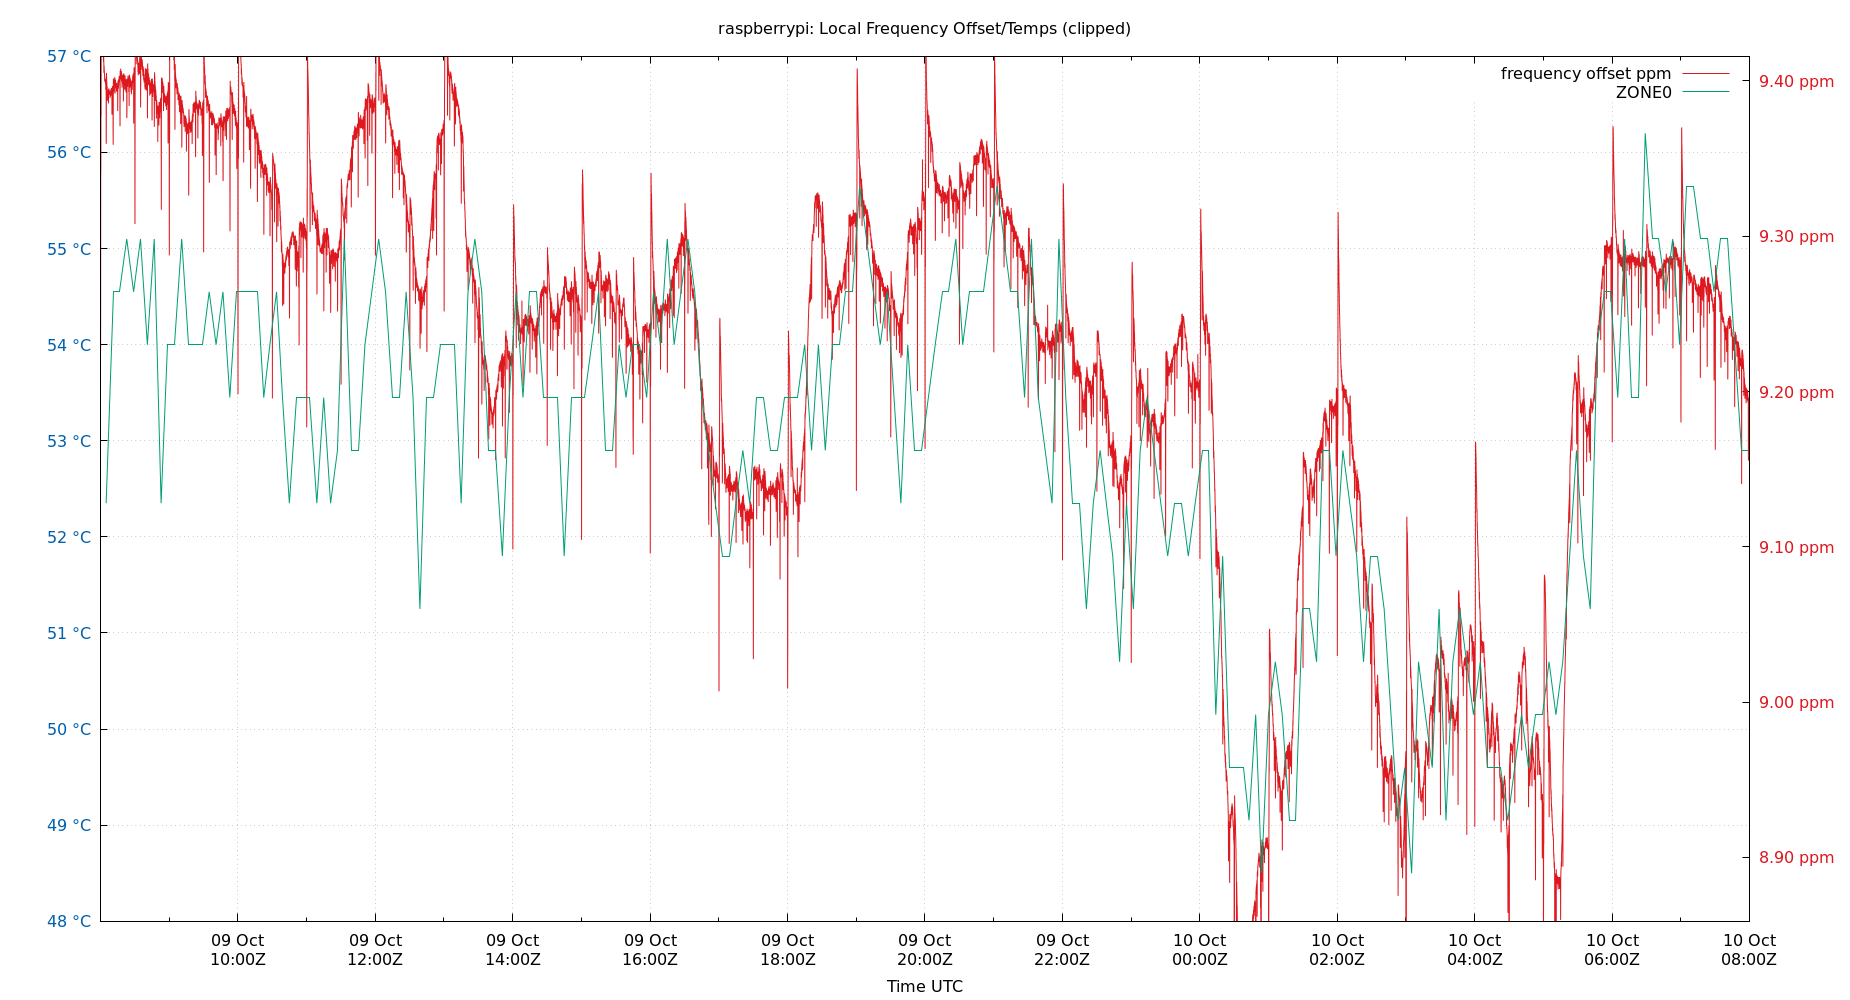 raspberrypi: Local Frequency Offset/Temps (clipped)
57 °C
56 °C
55 °C
54 °C
53 °C
52 °C
51 °C
50 °C
49 °C
48 °C
frequency offset ppm
ZONE0
9.40 ppm
9.30 ppm
9.20 ppm
9.10 ppm
9.00 ppm
8.90 ppm
09 Oct 09 Oct 09 Oct 09 Oct 09 Oct 09 Oct 09 Oct 10 Oct 10 Oct 10 Oct 10 Oct 10 Oct
10:00Z 12:00Z 14:00Z 16:00Z 18:00Z 20:00Z 22:00Z 00:00Z 02:00Z 04:00Z 06:00Z 08:00Z
Time UTC